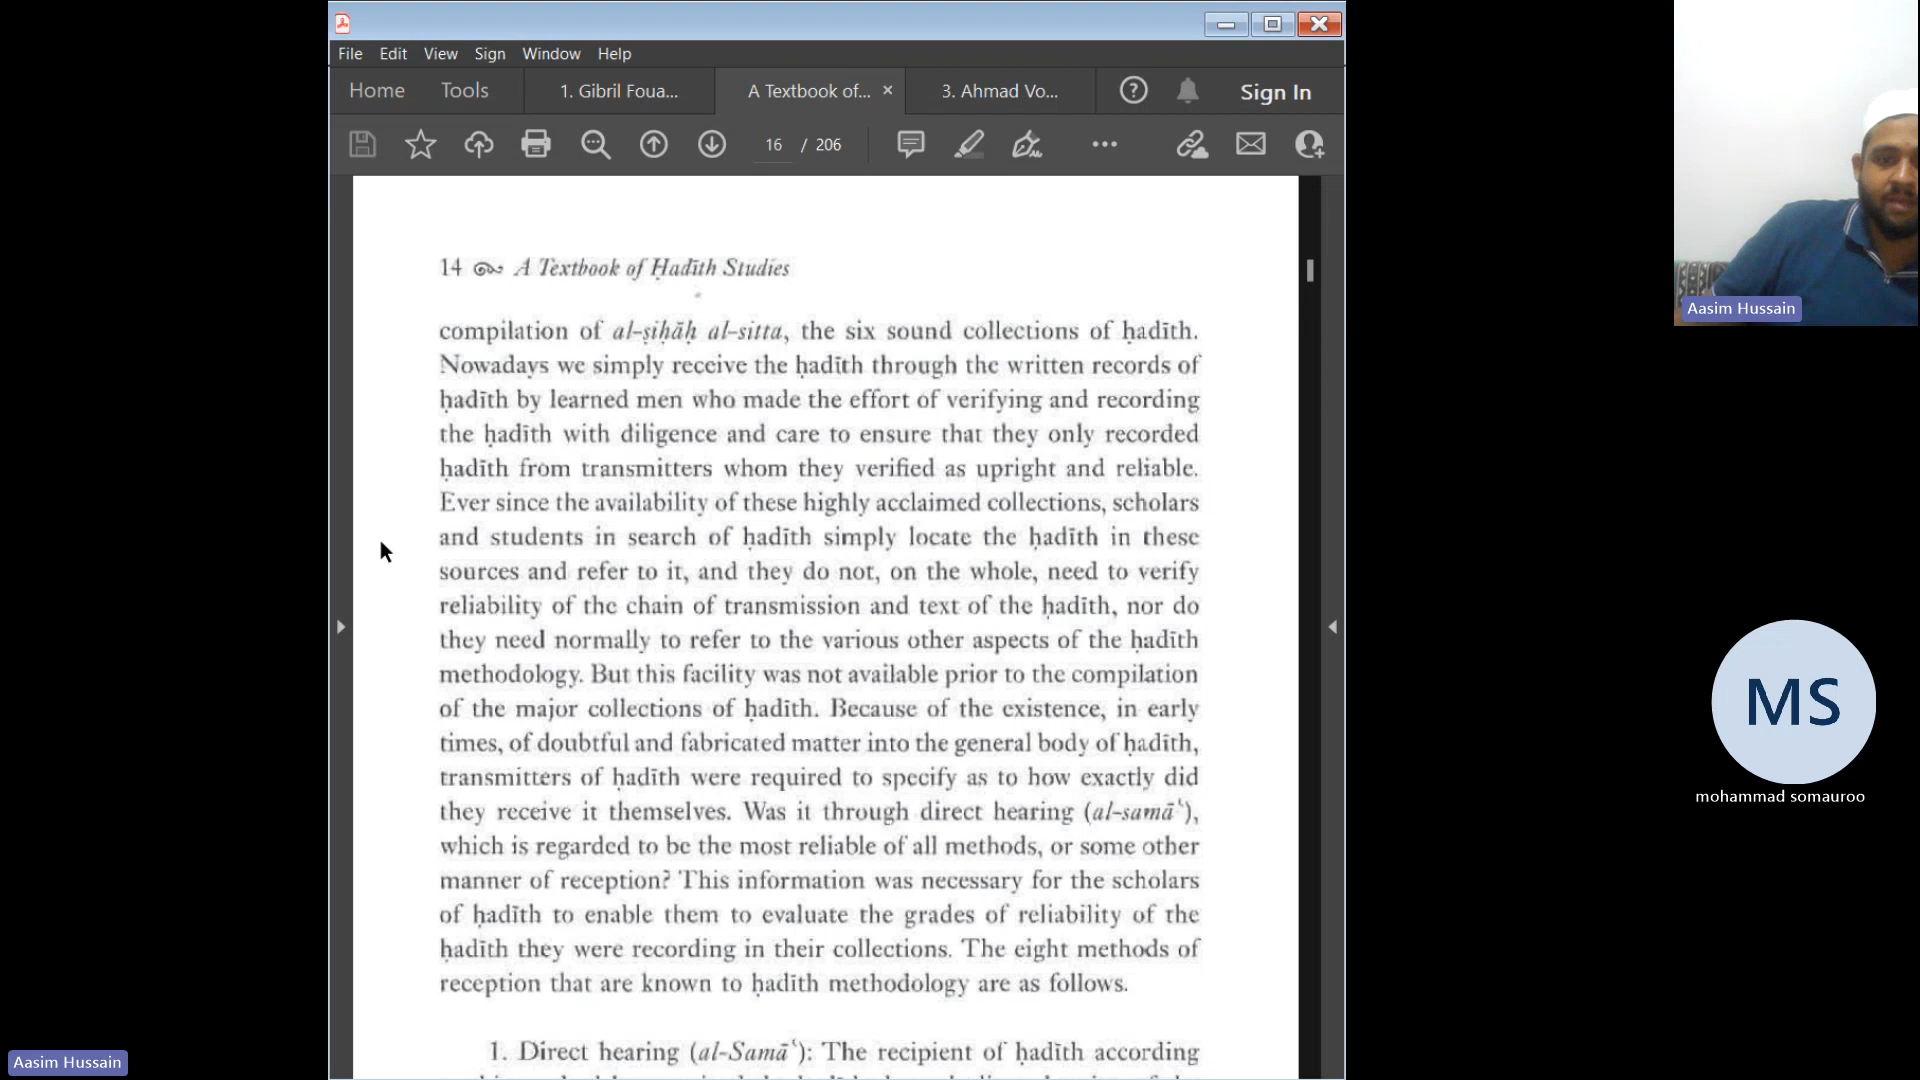 File Edit View Sign Window Help
Home Tools 1. Gibril Foua... A Textbook of... × 3. Ahmad Vo... Sign In
16 / 206
14 A Textbook of Ḥadīth Studies
compilation of al-ṣiḥāḥ al-sitta, the six sound collections of ḥadīth.
Nowadays we simply receive the ḥadīth through the written records of
ḥadīth by learned men who made the effort of verifying and recording
the ḥadīth with diligence and care to ensure that they only recorded
ḥadīth from transmitters whom they verified as upright and reliable.
Ever since the availability of these highly acclaimed collections, scholars
and students in search of ḥadīth simply locate the ḥadīth in these
sources and refer to it, and they do not, on the whole, need to verify
reliability of the chain of transmission and text of the ḥadīth, nor do
they need normally to refer to the various other aspects of the ḥadīth
methodology. But this facility was not available prior to the compilation
of the major collections of ḥadīth. Because of the existence, in early
times, of doubtful and fabricated matter into the general body of ḥadīth,
transmitters of ḥadīth were required to specify as to how exactly did
they receive it themselves. Was it through direct hearing (al-samāʿ),
which is regarded to be the most reliable of all methods, or some other
manner of reception? This information was necessary for the scholars
of ḥadīth to enable them to evaluate the grades of reliability of the
ḥadīth they were recording in their collections. The eight methods of
reception that are known to ḥadīth methodology are as follows.
1. Direct hearing (al-Samāʿ): The recipient of ḥadīth according
Aasim Hussain
MS
mohammad somauroo
Aasim Hussain